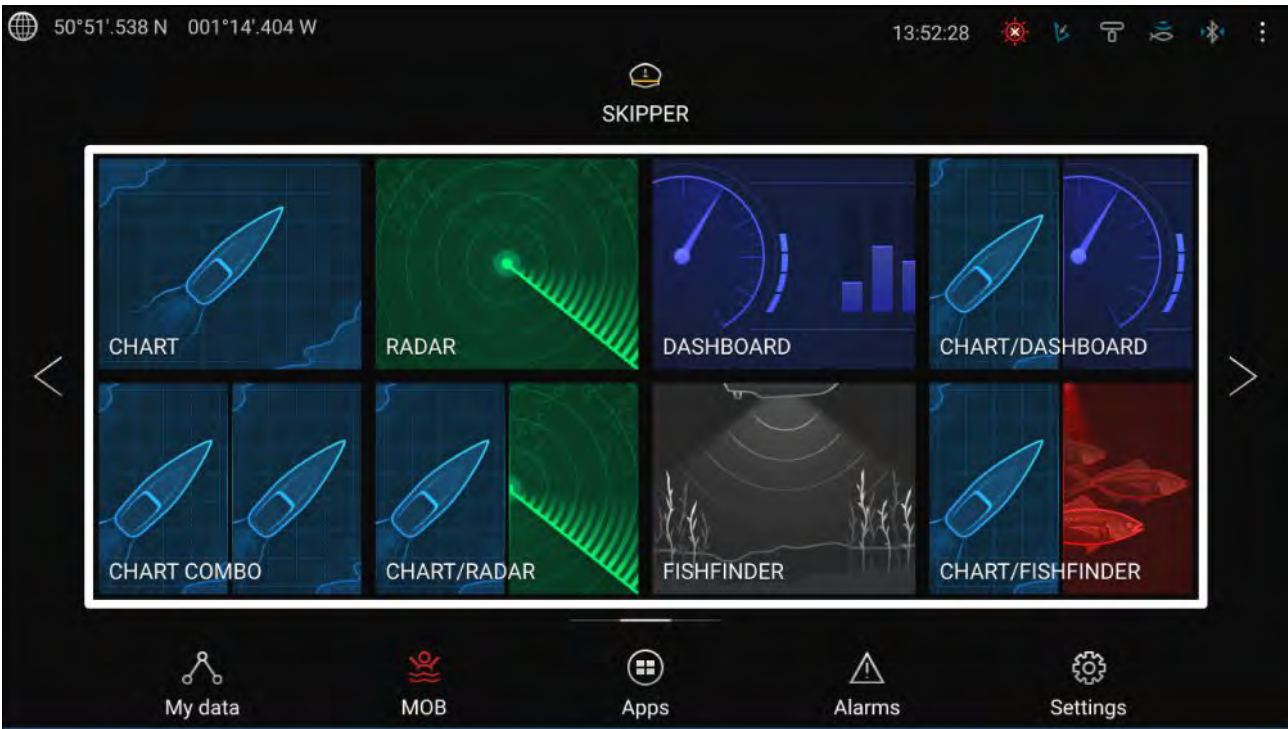 50°51'.538 N 001°14'.404 W
13:52:28
SKIPPER
CHART
RADAR
DASHBOARD
CHART/DASHBOARD
CHART COMBO
CHART/RADAR
FISHFINDER
CHART/FISHFINDER
My data
MOB
Apps
Alarms
Settings